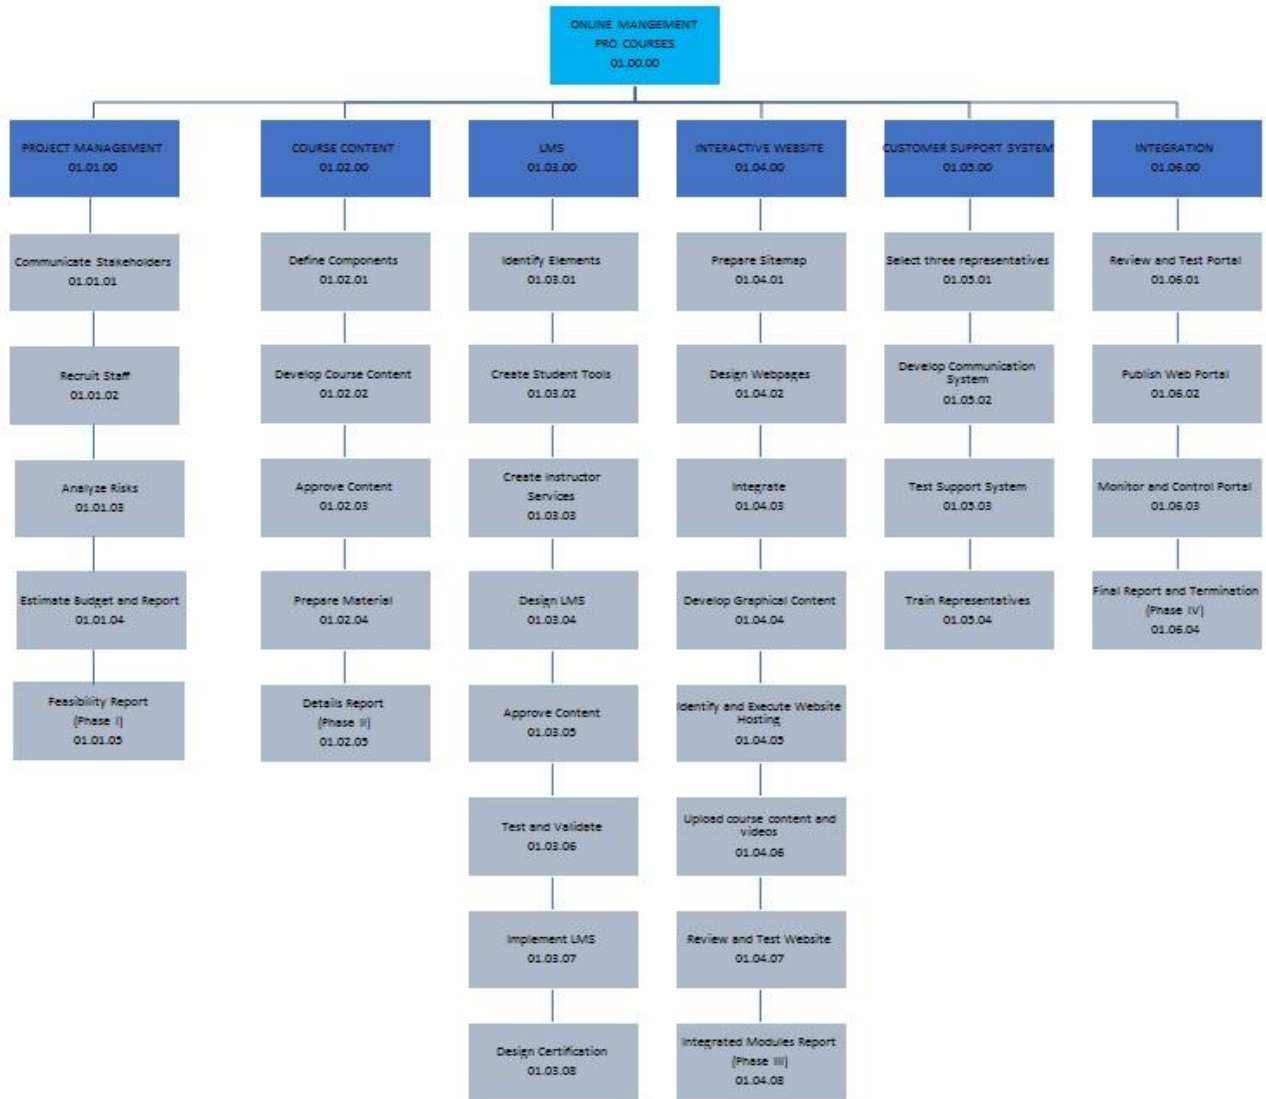 ONLINE MANGEMENT
PRO COURSES
01.00.00
PROJECT MANAGEMENT
01.01.00
COURSE CONTENT
01.02.00
LMS
01.03.00
INTERACTIVE WEBSITE
01.04.00
CUSTOMER SUPPORT SYSTEM
01.05.00
INTEGRATION
01.06.00
Communicate Stakeholders
01.01.01
Recruit Staff
01.01.02
Analyze Risks
01.01.03
Estimate Budget and Report
01.01.04
Feasibility Report
(Phase I)
01.01.05
Define Components
01.02.01
Develop Course Content
01.02.02
Approve Content
01.02.03
Prepare Material
01.02.04
Details Report
(Phase II)
01.02.05
Identify Elements
01.03.01
Create Student Tools
01.03.02
Create Instructor
Services
01.03.03
Design LMS
01.03.04
Approve Content
01.03.05
Test and Validate
01.03.06
Implement LMS
01.03.07
Design Certification
01.03.08
Prepare Sitemap
01.04.01
Design Webpages
01.04.02
Integrate
01.04.03
Develop Graphical Content
01.04.04
Identify and Execute Website
Hosting
01.04.05
Upload course content and
videos
01.04.06
Review and Test Website
01.04.07
Integrated Modules Report
(Phase III)
01.04.08
Select three representatives
01.05.01
Develop Communication
System
01.05.02
Test Support System
01.05.03
Train Representatives
01.05.04
Review and Test Portal
01.06.01
Publish Web Portal
01.06.02
Monitor and Control Portal
01.06.03
Final Report and Termination
(Phase IV)
01.06.04